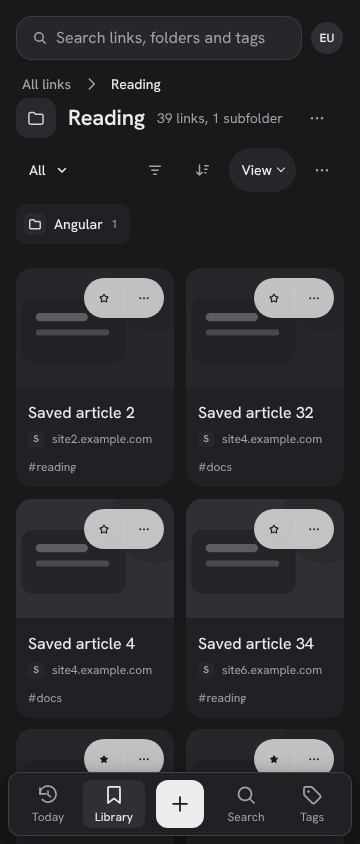 Search links, folders and tags
EU
All links
Reading
Reading
39 links, 1 subfolder
All
View
Angular 1
Saved article 2
S site2.example.com
#reading
Saved article 32
S site4.example.com
#docs
Saved article 4
S site4.example.com
#docs
Saved article 34
S site6.example.com
#reading
Today
Library
Search
Tags